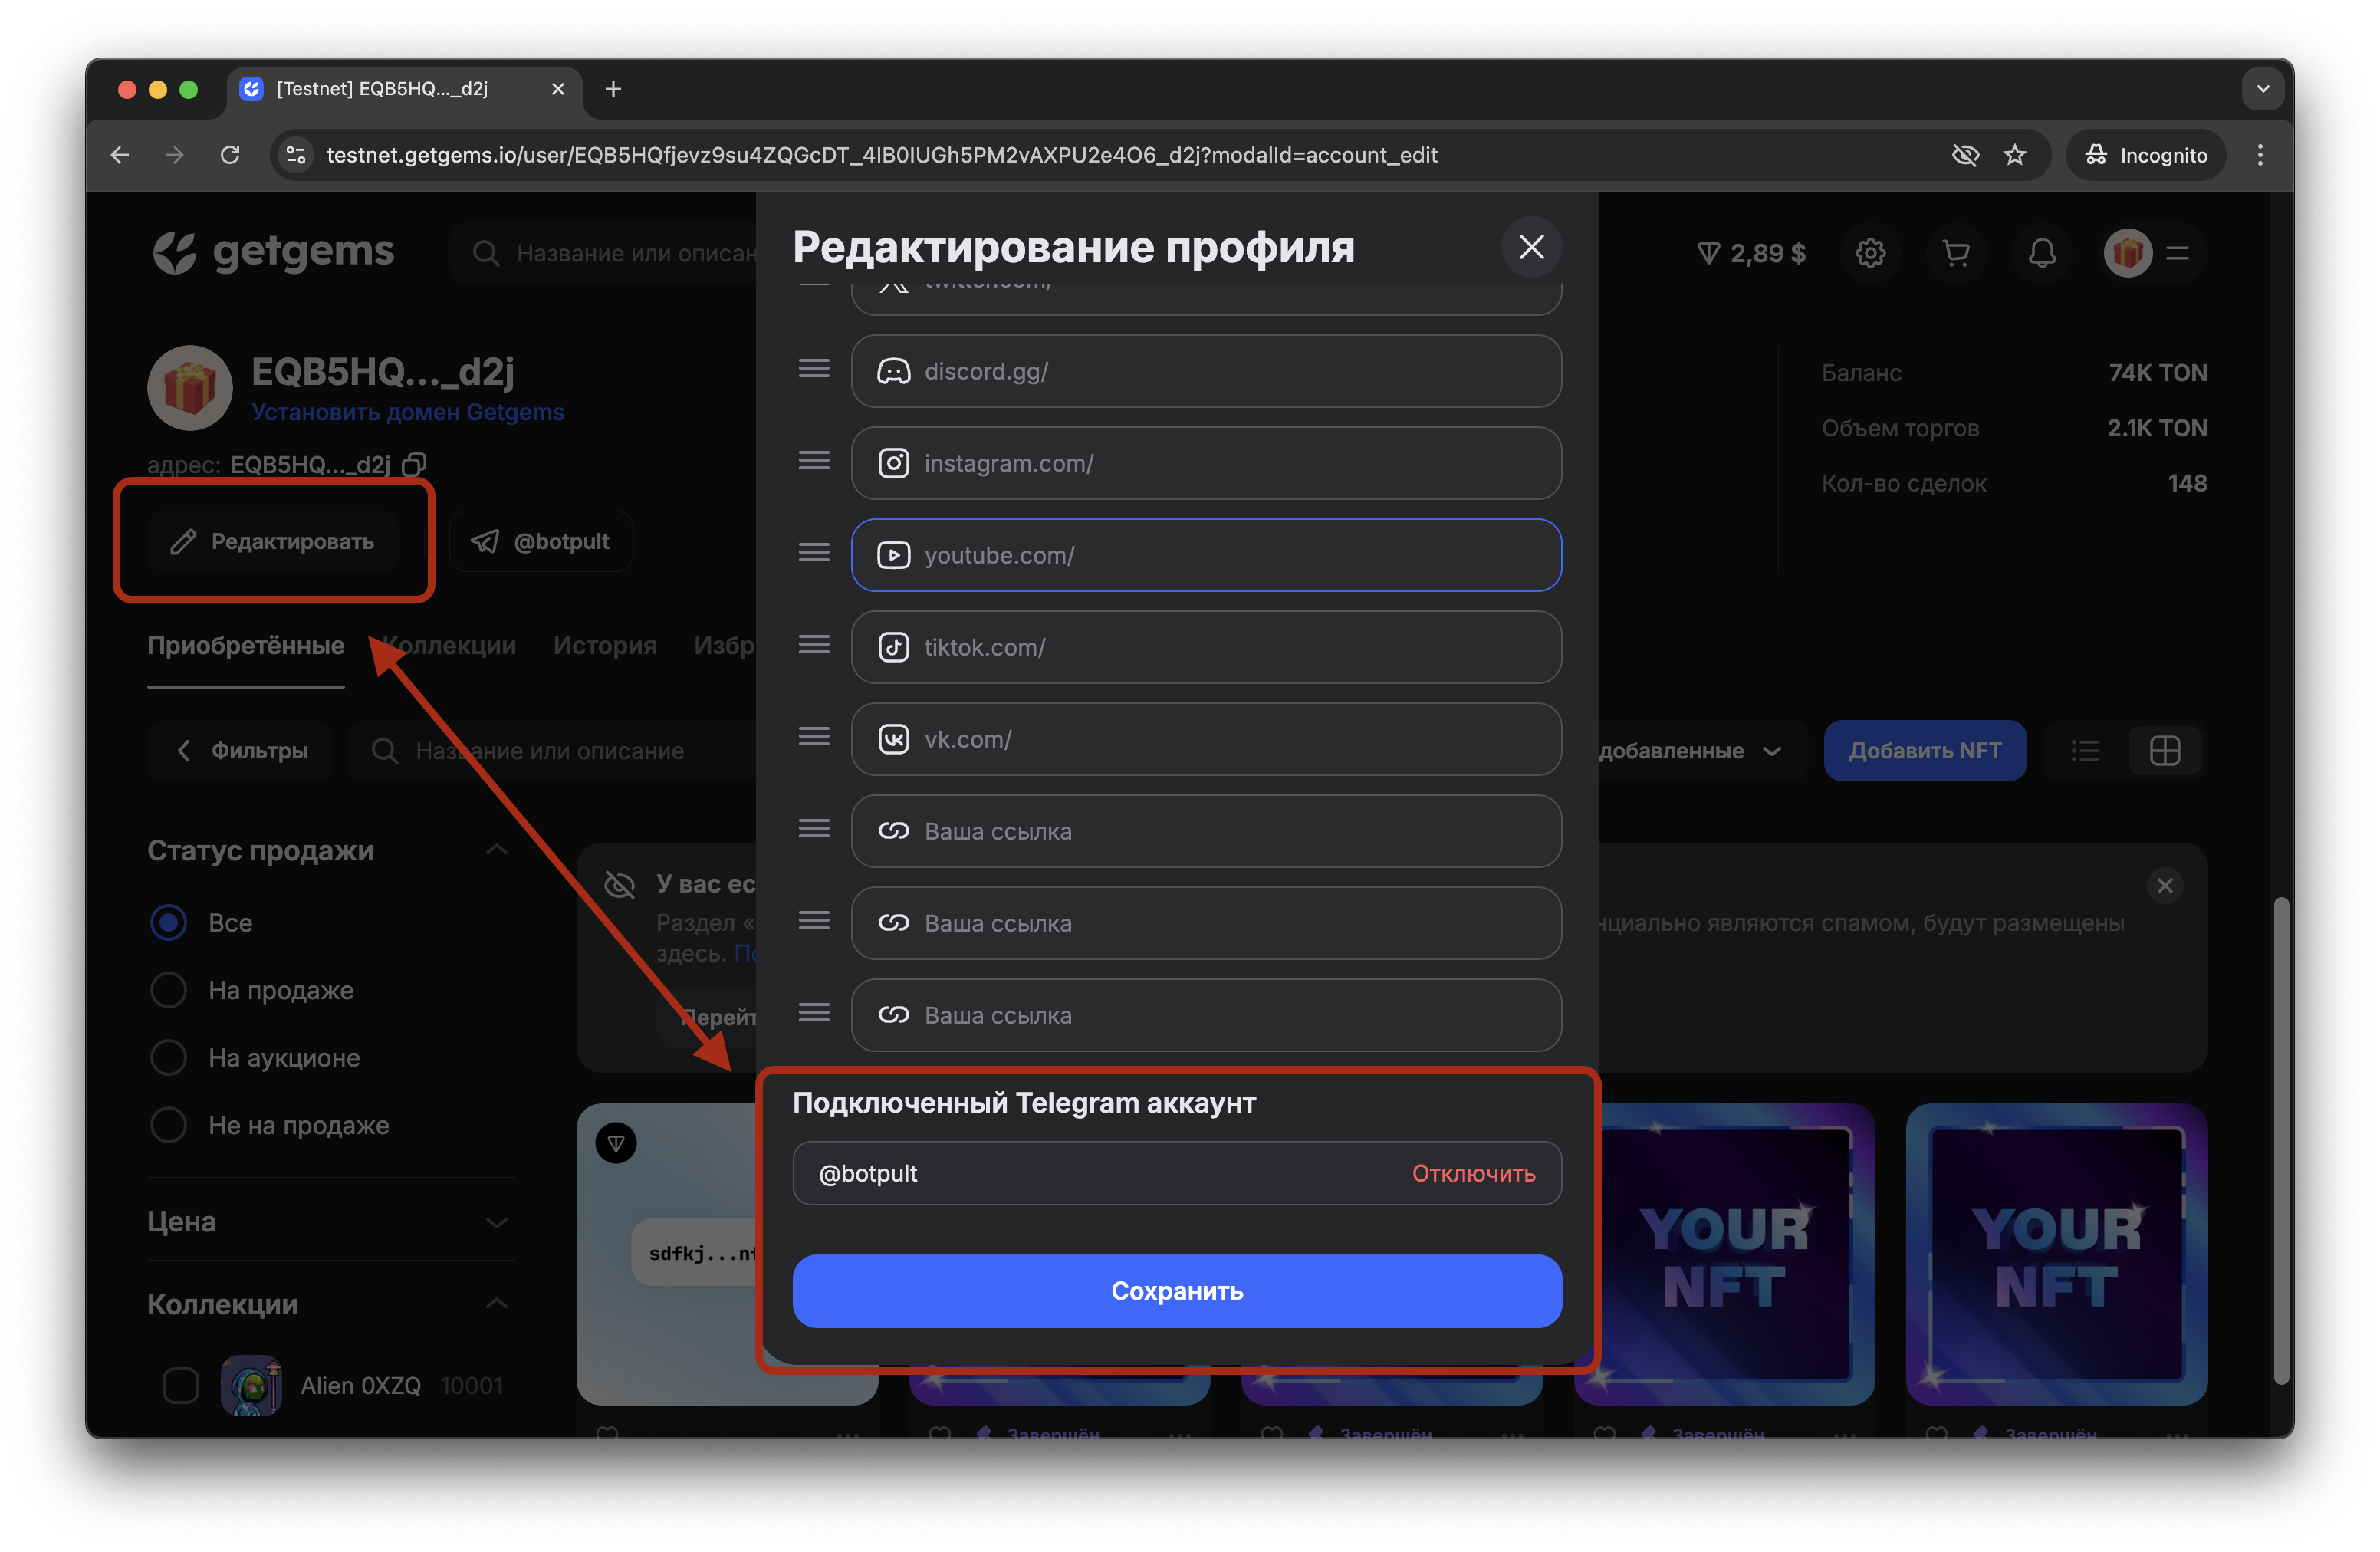 [Testnet] EQB5HQ..._d2j
testnet.getgems.io/user/EQB5HQfjevz9su4ZQGcDT_4IB0IUGh5PM2vAXPU2e4O6_d2j?modalId=account_edit
Incognito
getgems
Название или описан
Редактирование профиля
2,89 $
twitter.com/
EQB5HQ..._d2j
Установить домен Getgems
адрес: EQB5HQ..._d2j
Редактировать
@botpult
discord.gg/
instagram.com/
youtube.com/
tiktok.com/
vk.com/
Ваша ссылка
Ваша ссылка
Ваша ссылка
Баланс 74K TON
Объем торгов 2.1K TON
Кол-во сделок 148
Приобретённые Коллекции История Избр
Фильтры
Название или описание
добавленные
Добавить NFT
Статус продажи
Все
На продаже
На аукционе
Не на продаже
Цена
Коллекции
Alien 0XZQ 10001
У вас ес
Раздел «
нциально являются спамом, будут размещены
здесь. По
Перейт
Подключенный Telegram аккаунт
@botpult
Отключить
Сохранить
sdfkj...nf
YOUR
NFT
YOUR
NFT
Завершён
Завершён
Завершён
Завершён